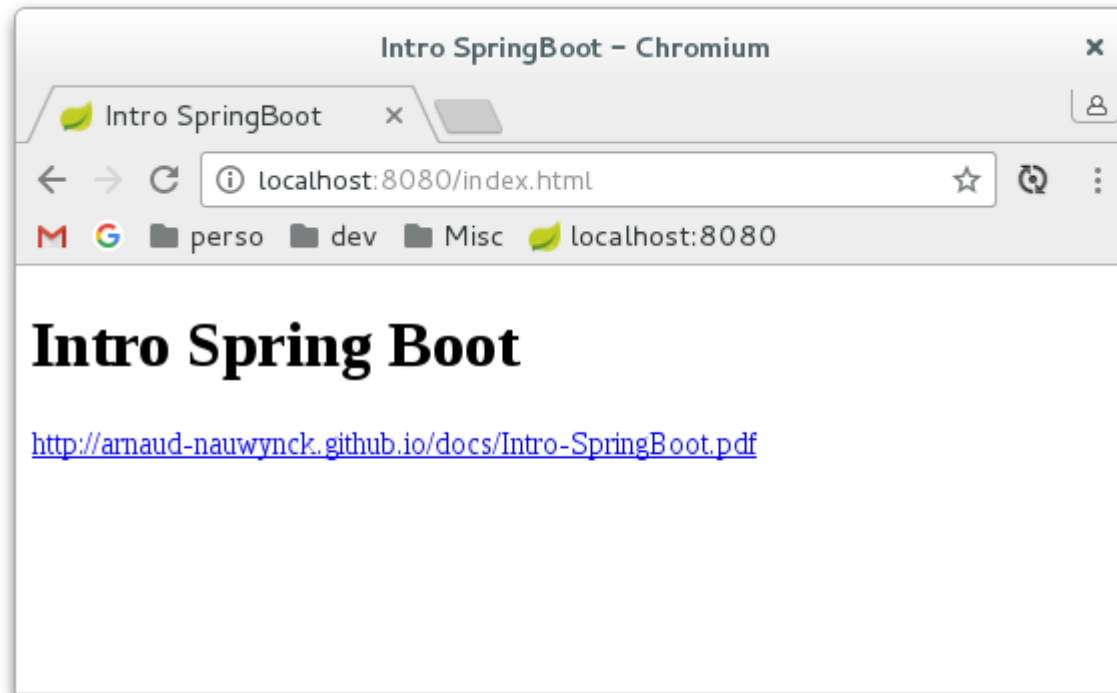 Intro SpringBoot – Chromium
Intro SpringBoot
localhost:8080/index.html
perso dev Misc localhost:8080
Intro Spring Boot
http://arnaud-nauwynck.github.io/docs/Intro-SpringBoot.pdf